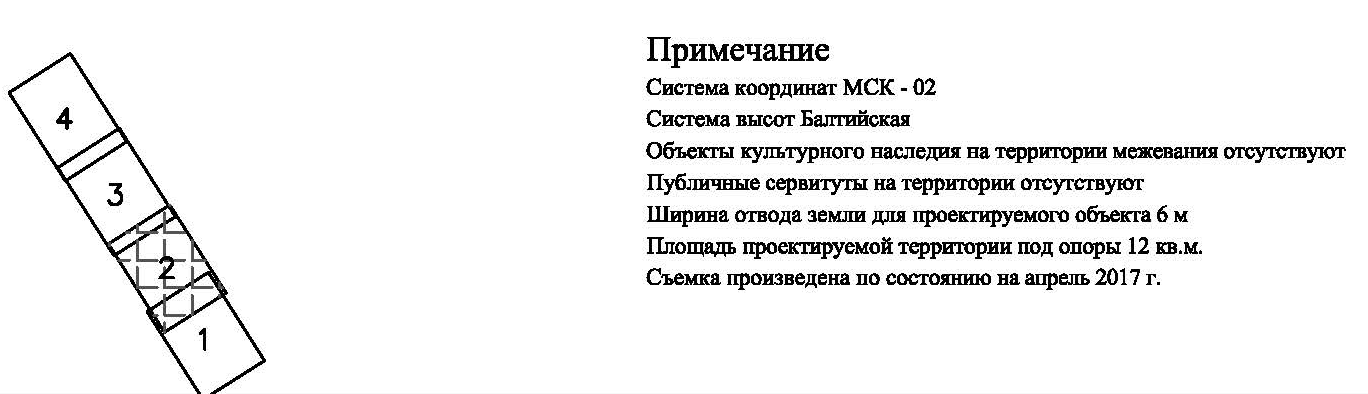 Примечание
Система координат МСК - 02
Система высот Балтийская
Объекты культурного наследия на территории межевания отсутствуют
Публичные сервитуты на территории отсутствуют
Ширина отвода земли для проектируемого объекта 6 м
Площадь проектируемой территории под опоры 12 кв.м.
Съемка произведена по состоянию на апрель 2017 г.
4
3
2
1